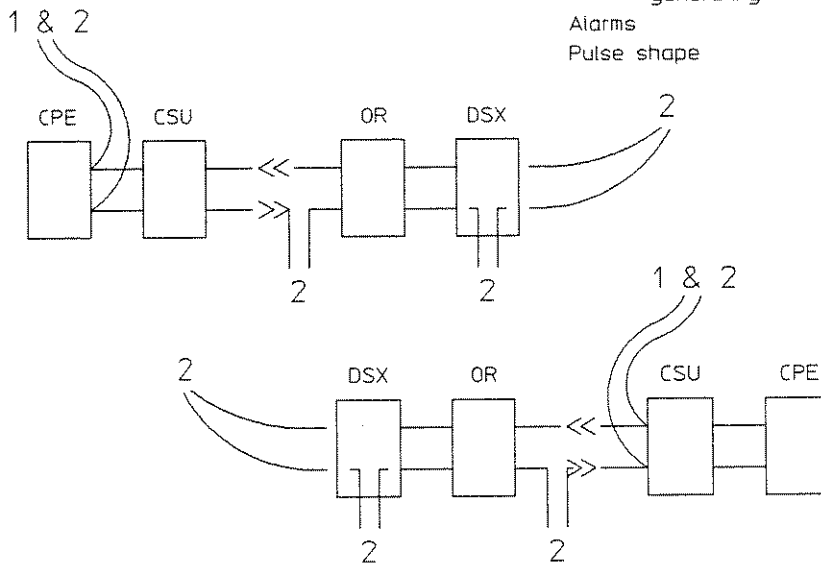 1 & 2
Alarms
Pulse shape
CPE CSU OR DSX 2
2 2
1 & 2
2 DSX OR CSU CPE
2 2